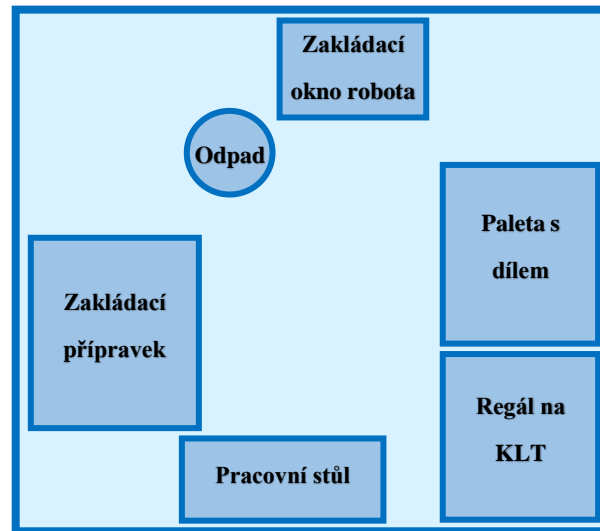 Zakládací
okno robota
Odpad
Paleta s
dílem
Zakládací
přípravek
Regál na
KLT
Pracovní stůl